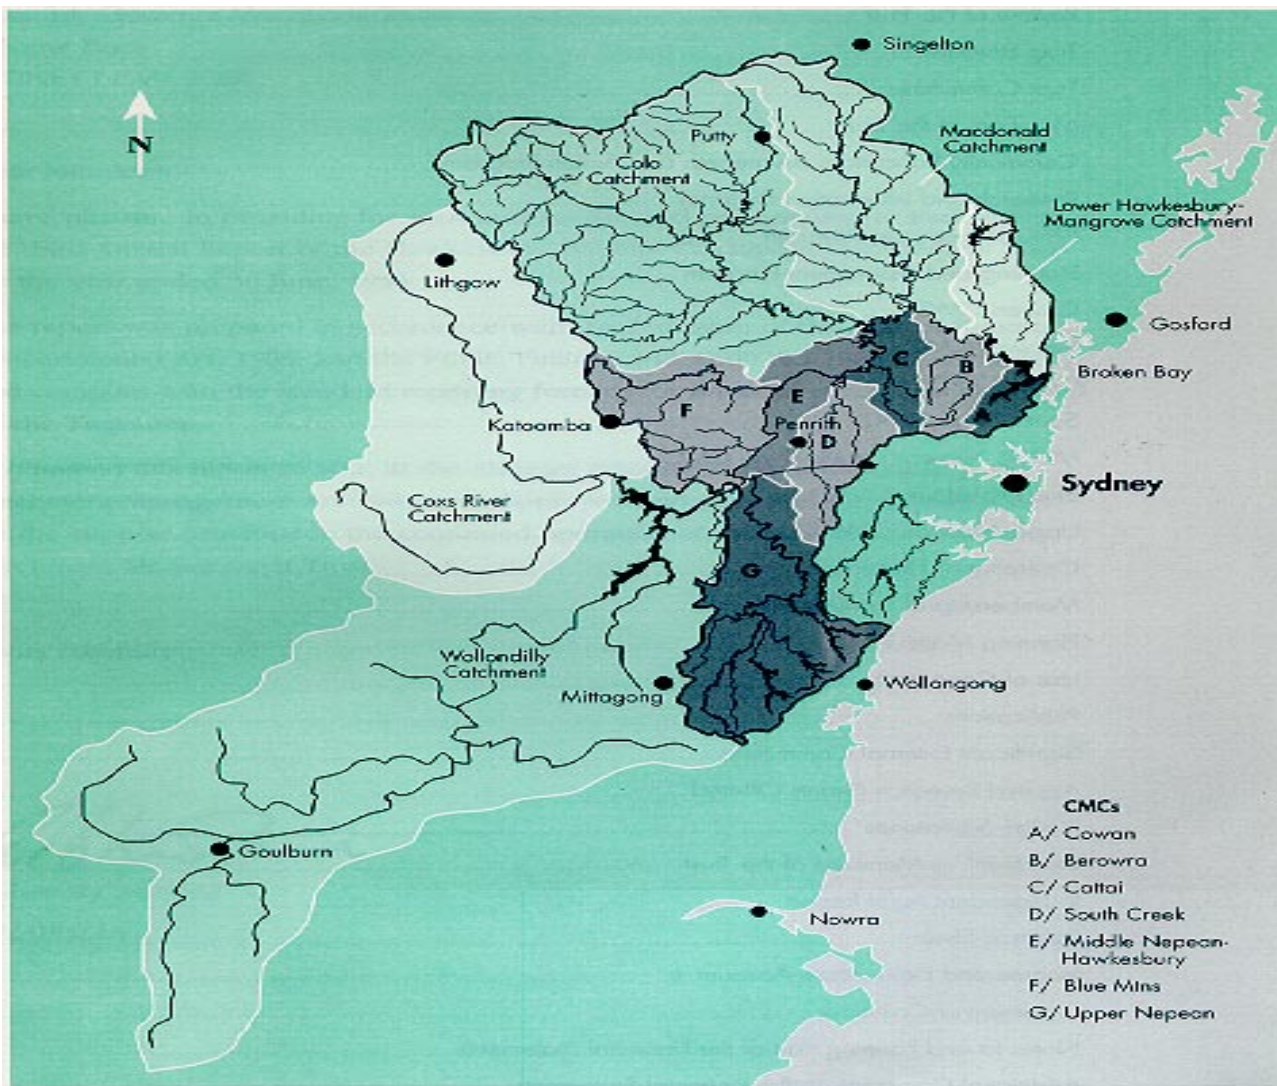 Singelton
N
Putty
Macdonald
Catchment
Colo
Catchment
Lower Hawkesbury-
Mangrove Catchment
Lithgow
Gosford
C
B
Broken Bay
A
F
E
Katoomba
Penrith
D
Sydney
Coxs River
Catchment
G
Wollondilly
Catchment
Mittagong
Wollongong
Goulburn
Nowra
CMCs
A/ Cowan
B/ Berowra
C/ Cattai
D/ South Creek
E/ Middle Nepean-
Hawkesbury
F/ Blue Mtns
G/ Upper Nepean